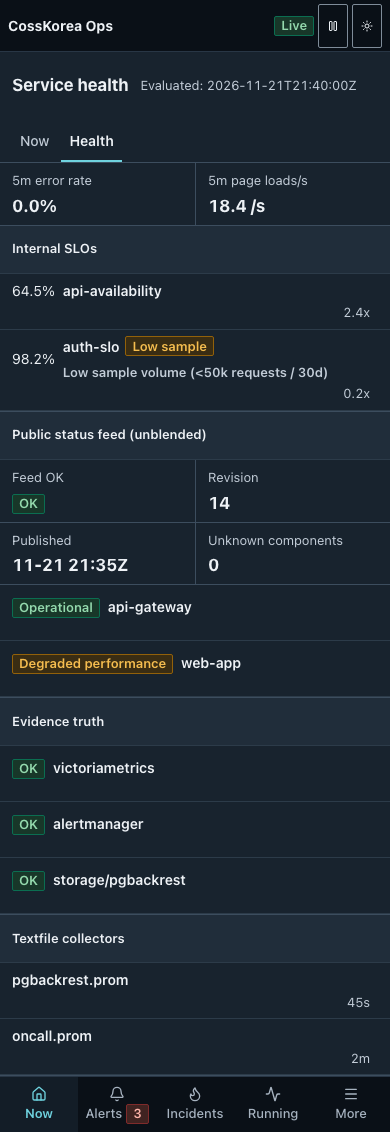 CossKorea Ops Live
Service health Evaluated: 2026-11-21T21:40:00Z
Now Health
5m error rate 5m page loads/s
0.0% 18.4 /s
Internal SLOs
64.5% api-availability
2.4x
98.2% auth-slo Low sample
Low sample volume (<50k requests / 30d)
0.2x
Public status feed (unblended)
Feed OK Revision
OK 14
Published Unknown components
11-21 21:35Z 0
Operational api-gateway
Degraded performance web-app
Evidence truth
OK victoriametrics
OK alertmanager
OK storage/pgbackrest
Textfile collectors
pgbackrest.prom
45s
oncall.prom
2m
Now Alerts 3 Incidents Running More